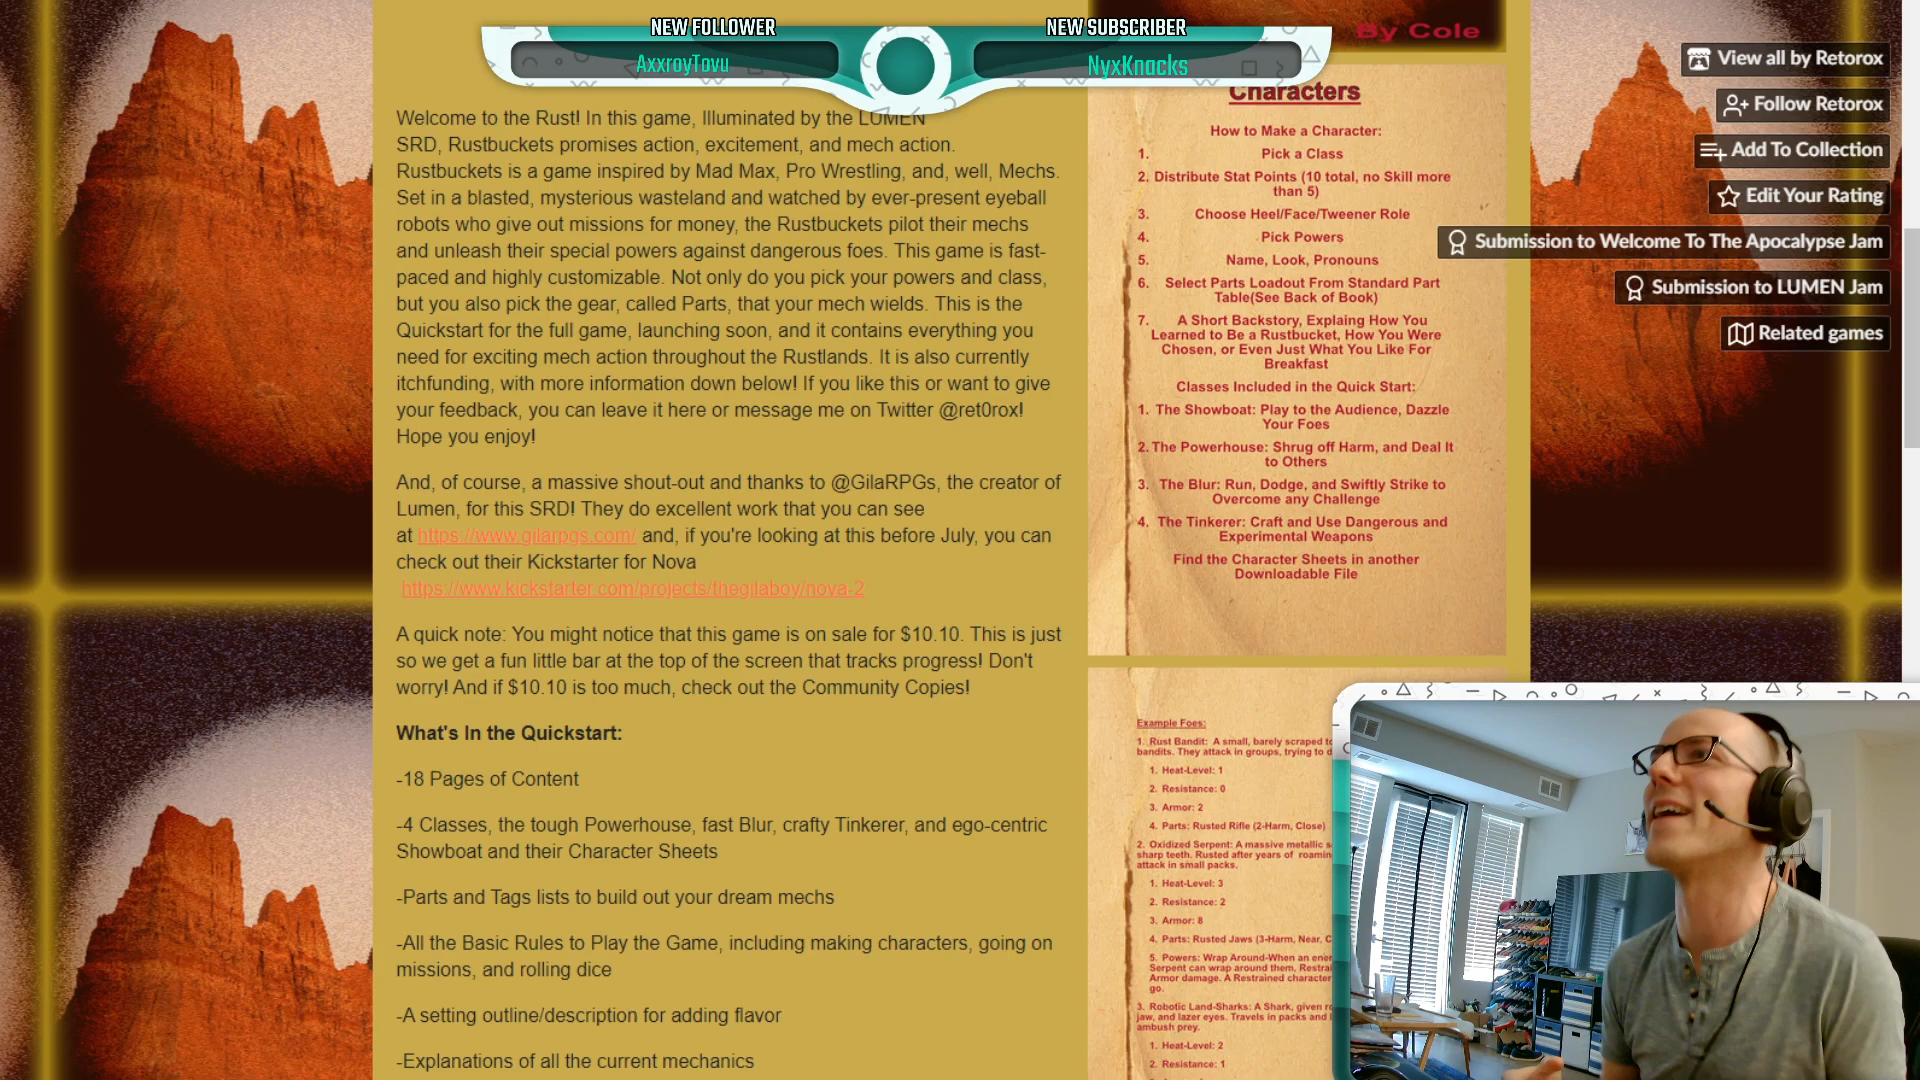 NEW FOLLOWER
AxxroyTovu
NEW SUBSCRIBER
NyxKnacks
By Cole
View all by Retorox
Follow Retorox
Add To Collection
Edit Your Rating
Submission to Welcome To The Apocalypse Jam
Submission to LUMEN Jam
Related games
Welcome to the Rust! In this game, Illuminated by the LUMEN
SRD, Rustbuckets promises action, excitement, and mech action.
Rustbuckets is a game inspired by Mad Max, Pro Wrestling, and, well, Mechs.
Set in a blasted, mysterious wasteland and watched by ever-present eyeball
robots who give out missions for money, the Rustbuckets pilot their mechs
and unleash their special powers against dangerous foes. This game is fast-
paced and highly customizable. Not only do you pick your powers and class,
but you also pick the gear, called Parts, that your mech wields. This is the
Quickstart for the full game, launching soon, and it contains everything you
need for exciting mech action throughout the Rustlands. It is also currently
itchfunding, with more information down below! If you like this or want to give
your feedback, you can leave it here or message me on Twitter @ret0rox!
Hope you enjoy!
And, of course, a massive shout-out and thanks to @GilaRPGs, the creator of
Lumen, for this SRD! They do excellent work that you can see
at https://www.gilarpgs.com/ and, if you're looking at this before July, you can
check out their Kickstarter for Nova
https://www.kickstarter.com/projects/thegilaboy/nova-2
A quick note: You might notice that this game is on sale for $10.10. This is just
so we get a fun little bar at the top of the screen that tracks progress! Don't
worry! And if $10.10 is too much, check out the Community Copies!
What's In the Quickstart:
-18 Pages of Content
-4 Classes, the tough Powerhouse, fast Blur, crafty Tinkerer, and ego-centric
Showboat and their Character Sheets
-Parts and Tags lists to build out your dream mechs
-All the Basic Rules to Play the Game, including making characters, going on
missions, and rolling dice
-A setting outline/description for adding flavor
-Explanations of all the current mechanics
Characters
How to Make a Character:
1. Pick a Class
2. Distribute Stat Points (10 total, no Skill more
than 5)
3. Choose Heel/Face/Tweener Role
4. Pick Powers
5. Name, Look, Pronouns
6. Select Parts Loadout From Standard Part
Table(See Back of Book)
7. A Short Backstory, Explaing How You
Learned to Be a Rustbucket, How You Were
Chosen, or Even Just What You Like For
Breakfast
Classes Included in the Quick Start:
1. The Showboat: Play to the Audience, Dazzle
Your Foes
2. The Powerhouse: Shrug off Harm, and Deal It
to Others
3. The Blur: Run, Dodge, and Swiftly Strike to
Overcome any Challenge
4. The Tinkerer: Craft and Use Dangerous and
Experimental Weapons
Find the Character Sheets in another
Downloadable File
Example Foes:
1. Rust Bandit: A small, barely scraped to
bandits. They attack in groups, trying to d
1. Heat-Level: 1
2. Resistance: 0
3. Armor: 2
4. Parts: Rusted Rifle (2-Harm, Close)
2. Oxidized Serpent: A massive metallic s
sharp teeth. Rusted after years of roamin
attack in small packs.
1. Heat-Level: 3
2. Resistance: 2
3. Armor: 8
4. Parts: Rusted Jaws (3-Harm, Near, C
5. Powers: Wrap Around-When an ener
Serpent can wrap around them, Restrai
Armor damage. A Restrained character
go.
3. Robotic Land-Sharks: A Shark, given ro
jaw, and lazer eyes. Travels in packs and l
ambush prey.
1. Heat-Level: 2
2. Resistance: 1